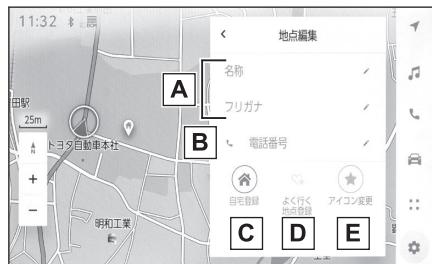 11:32
地点編集
名称
A
フリガナ
田駅
25m
B
電話番号
トヨタ自動車本社
N
+
自宅登録
よく行く
地点登録
アイコン変更
−
明和工業
C
D
E